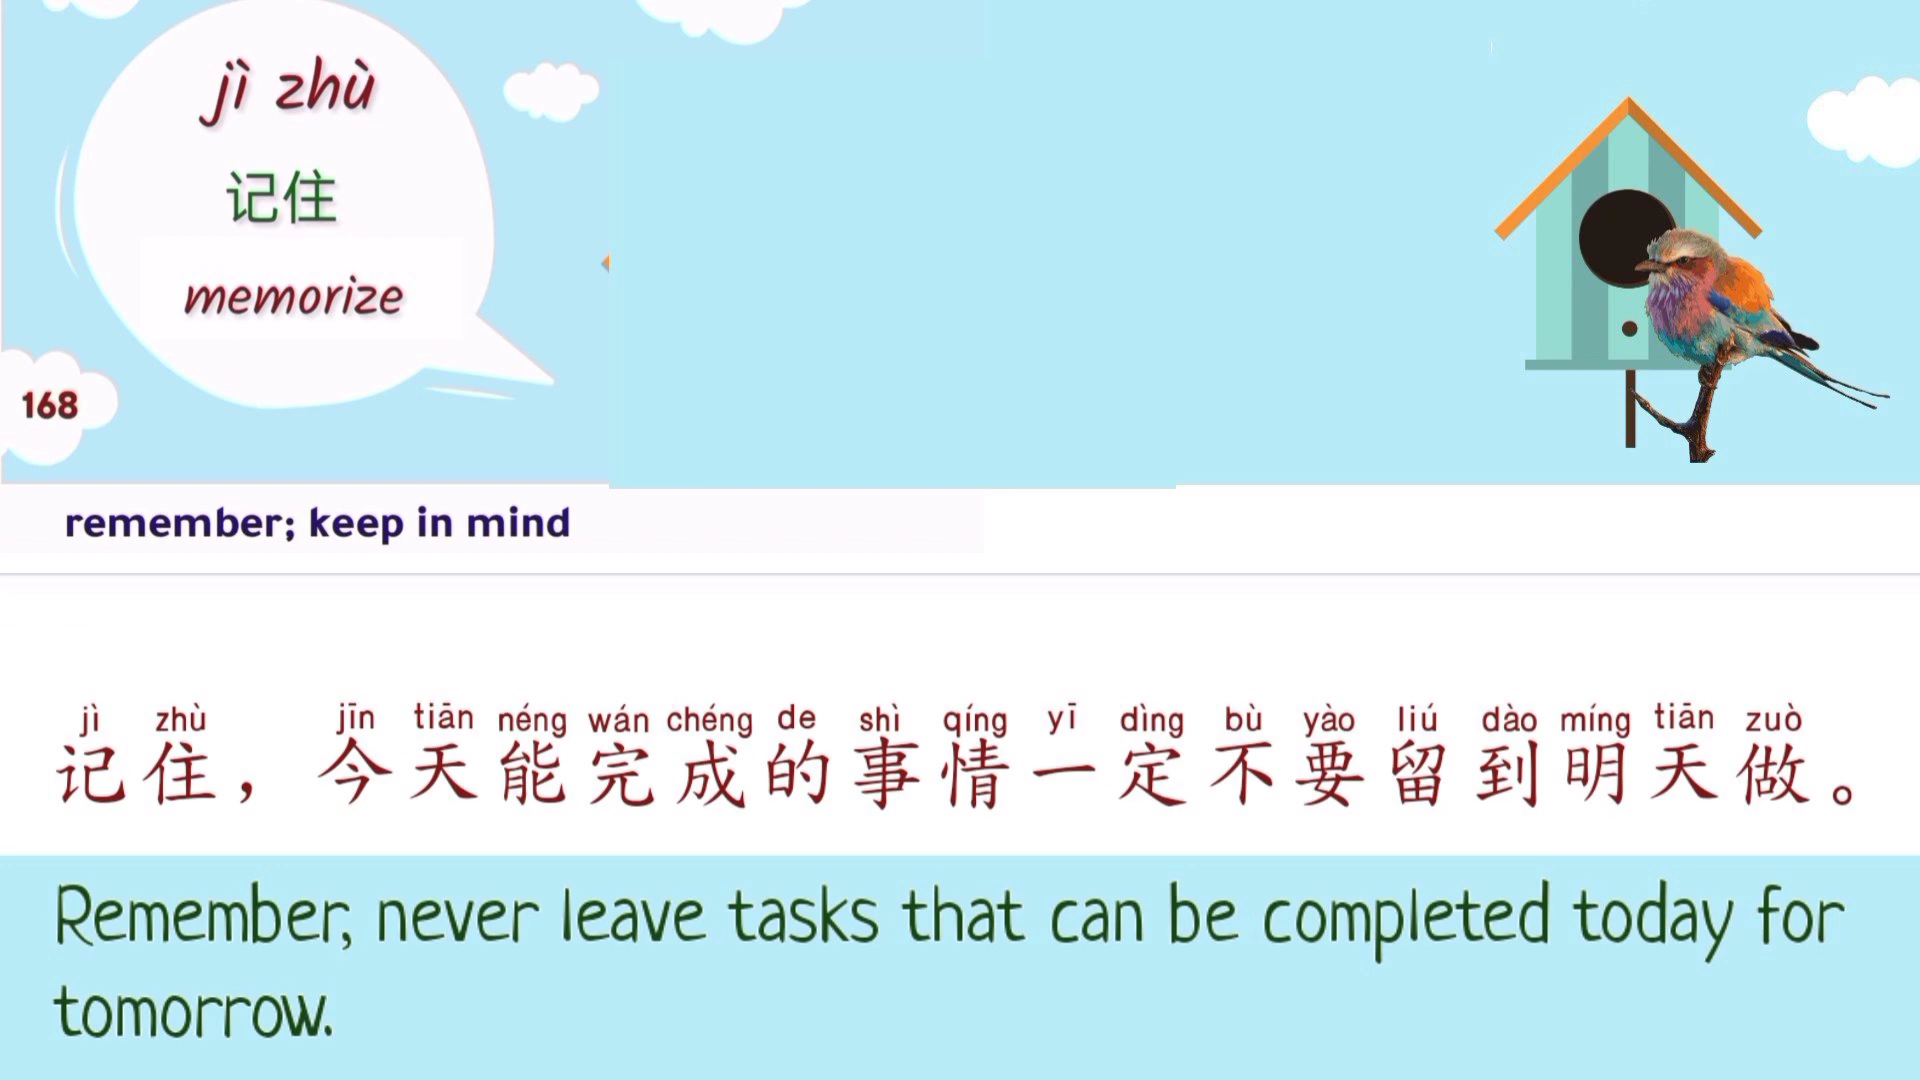 jì zhù
记住
memorize
168
remember; keep in mind
jì zhù jīn tiān néng wán chéng de shì qíng yī dìng bù yào liú dào míng tiān zuò
记住，今天能完成的事情一定不要留到明天做。
Remember, never leave tasks that can be completed today for
tomorrow.